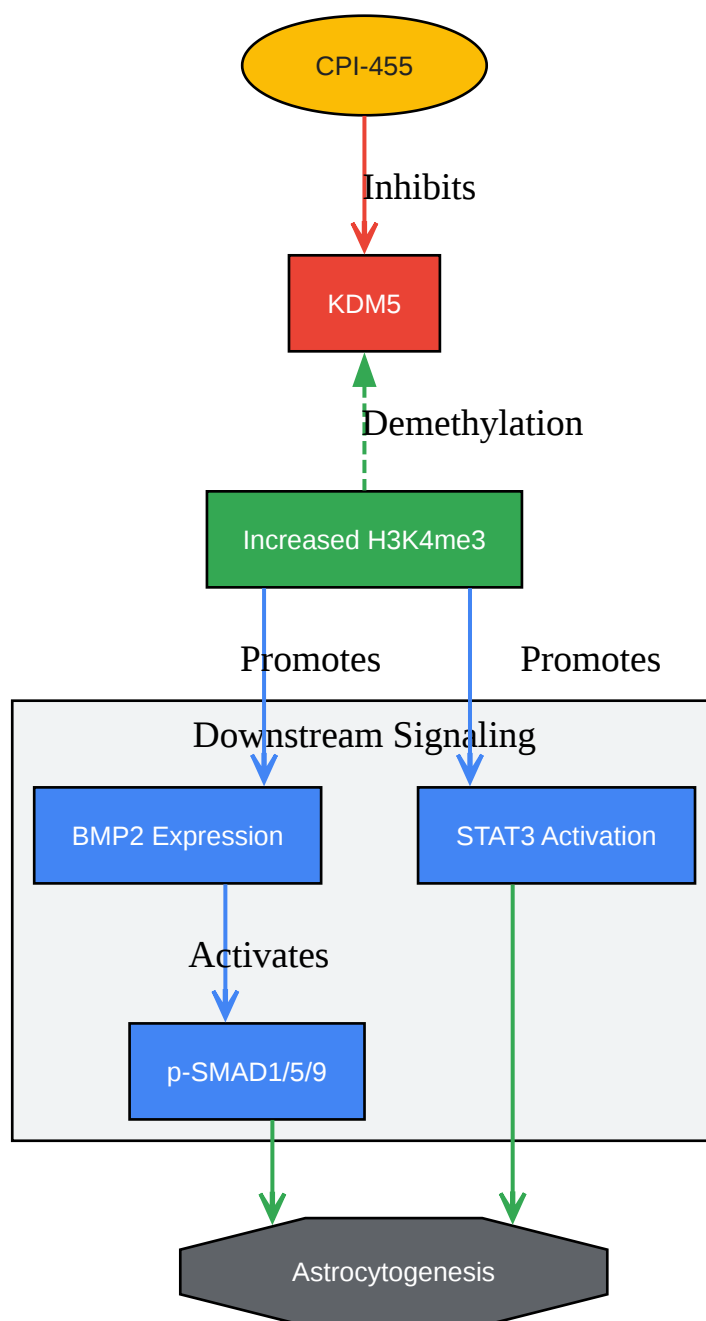 CPI-455
Inhibits
KDM5
Demethylation
Increased H3K4me3
Promotes
Promotes
Downstream Signaling
BMP2 Expression
STAT3 Activation
Activates
p-SMAD1/5/9
Astrocytogenesis